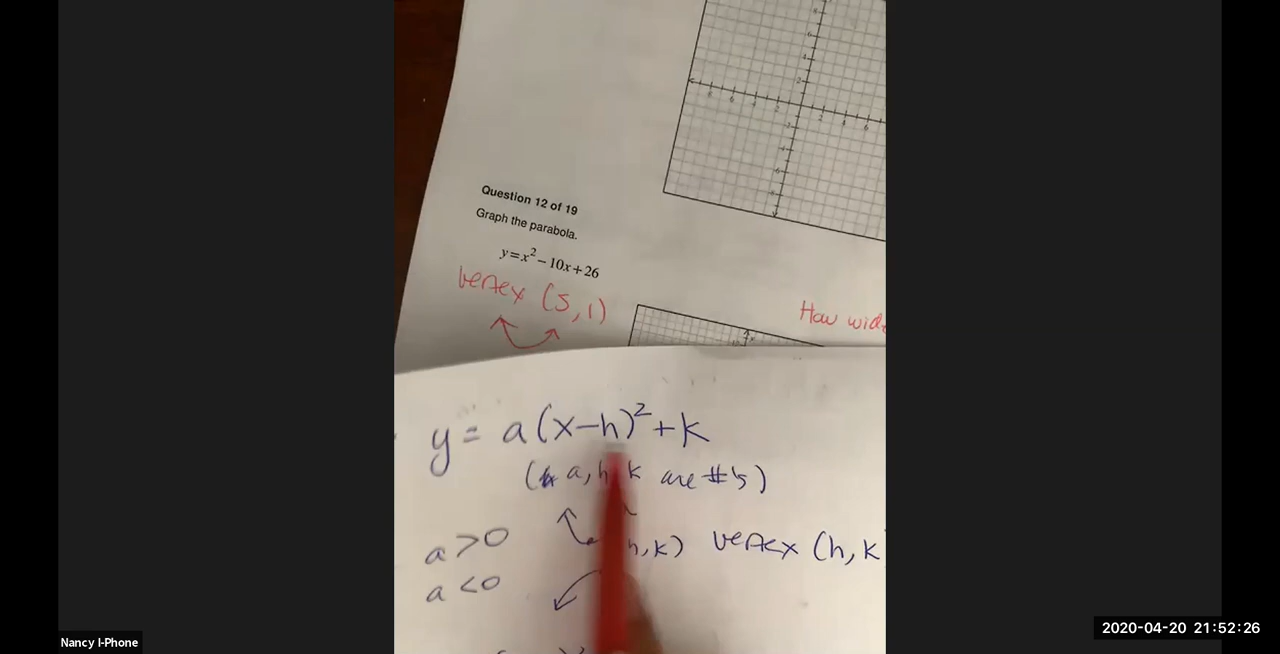 Question 12 of 19
Graph the parabola.
y=x²−10x+26
vertex (5,1)
How wid
y = a(x−h)²+k
( a, h, k are #'s)
a>0
h,k) vertex (h,k
a<0
Nancy I-Phone
2020-04-20 21:52:26